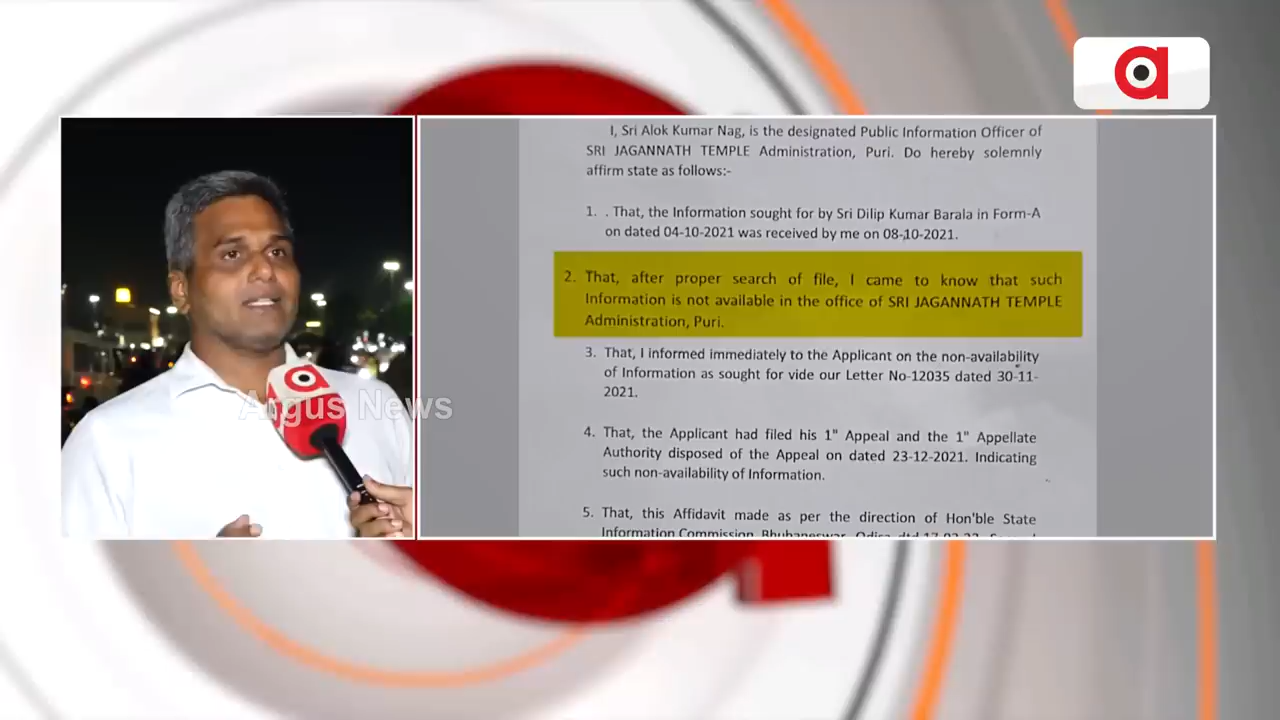 a
I, Sri Alok Kumar Nag, is the designated Public Information Officer of
SRI JAGANNATH TEMPLE Administration, Puri. Do hereby solemnly
affirm state as follows:-
1. . That, the Information sought for by Sri Dilip Kumar Barala in Form-A
on dated 04-10-2021 was received by me on 08-10-2021.
2. That, after proper search of file, I came to know that such
Information is not available in the office of SRI JAGANNATH TEMPLE
Administration, Puri.
3. That, I informed immediately to the Applicant on the non-availability
of Information as sought for vide our Letter No-12035 dated 30-11-
2021.
4. That, the Applicant had filed his 1" Appeal and the 1" Appellate
Authority disposed of the Appeal on dated 23-12-2021. Indicating
such non-availability of Information.
5. That, this Affidavit made as per the direction of Hon'ble State
Information Commission, Bhubaneswar, Odisa dtd
Argus News